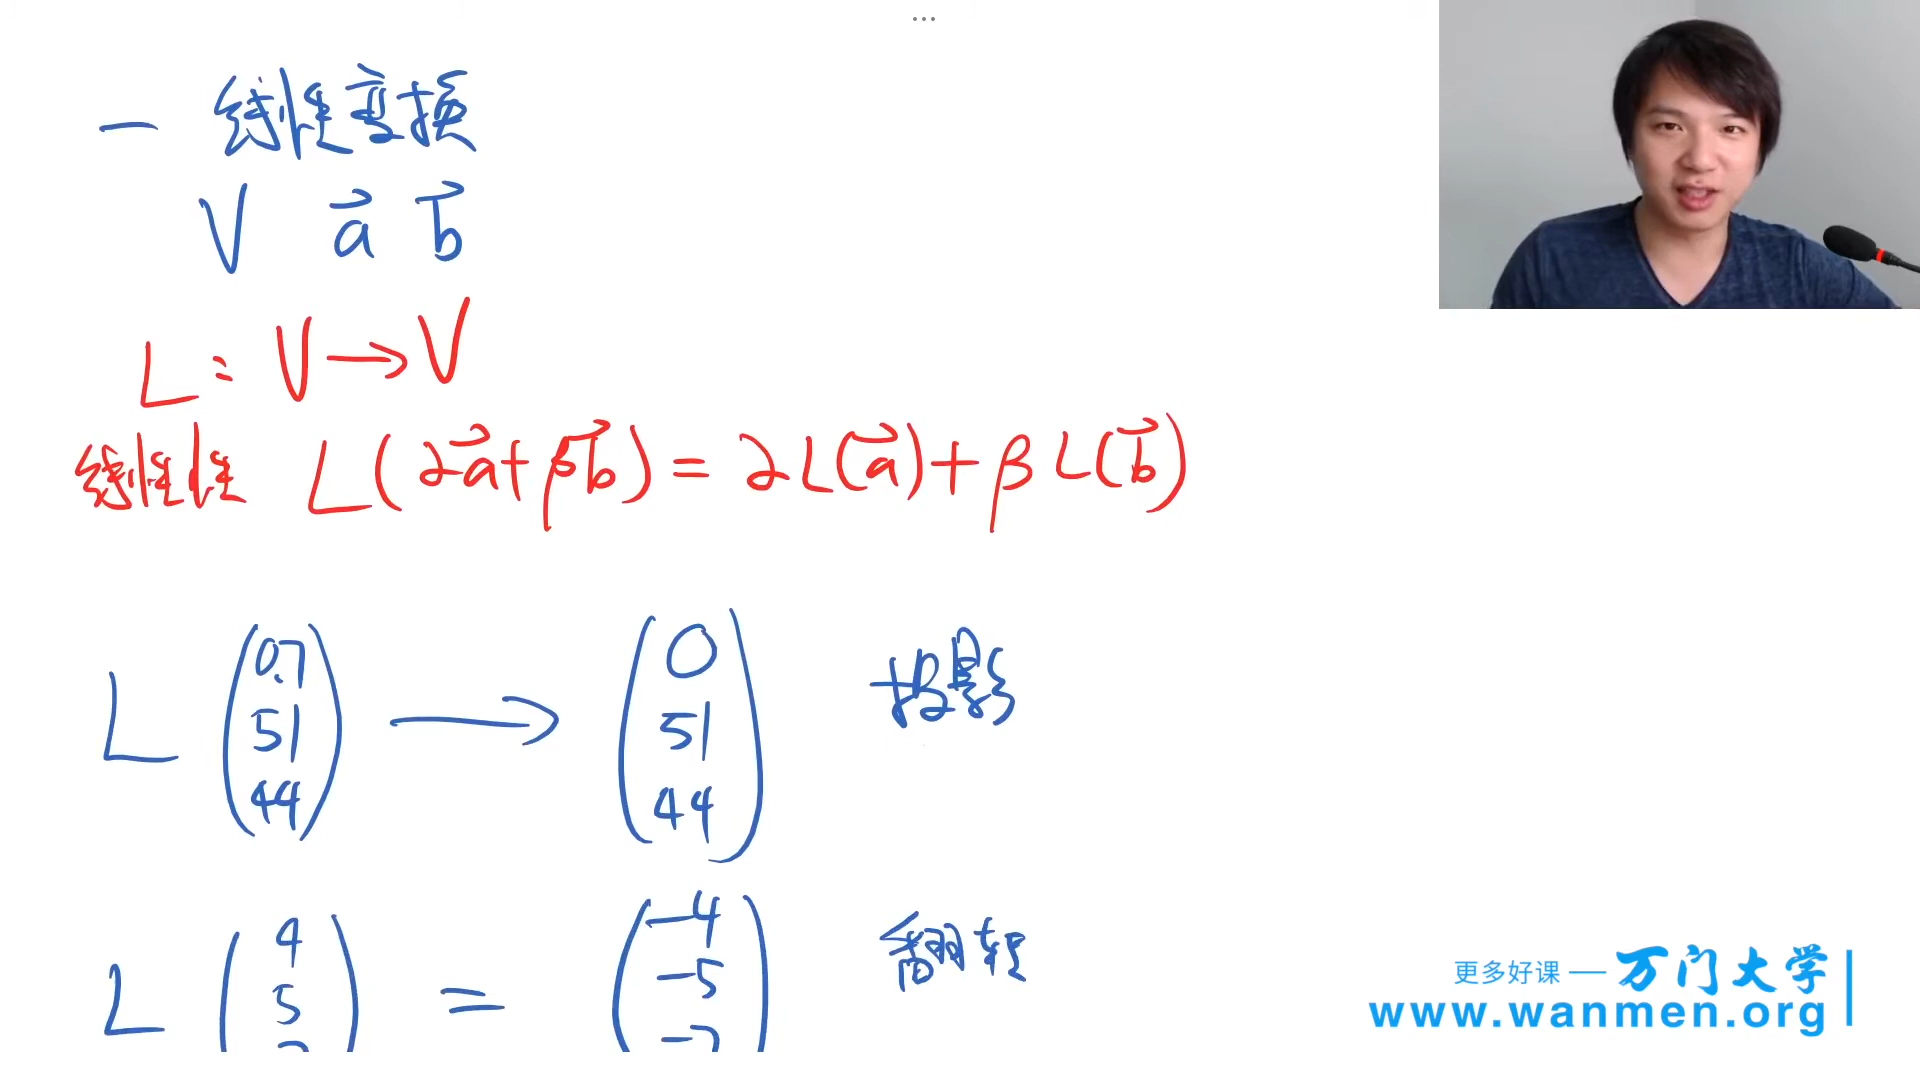 ...
一 线性变换
V a⃗ b⃗
L: V→V
线性性 L(αa⃗+βb⃗)=αL(a⃗)+βL(b⃗)
L (0.7 51 44) → (0 51 44) 投影
L (4 5 7) = (-4 -5 -7) 翻转
更多好课 — 万门大学
www.wanmen.org